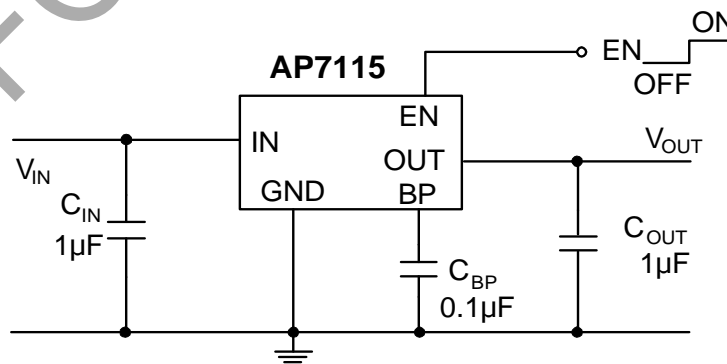 ON
EN
OFF
AP7115
EN
IN
OUT
GND
BP
VIN
VOUT
CIN
1µF
CBP
0.1µF
COUT
1µF